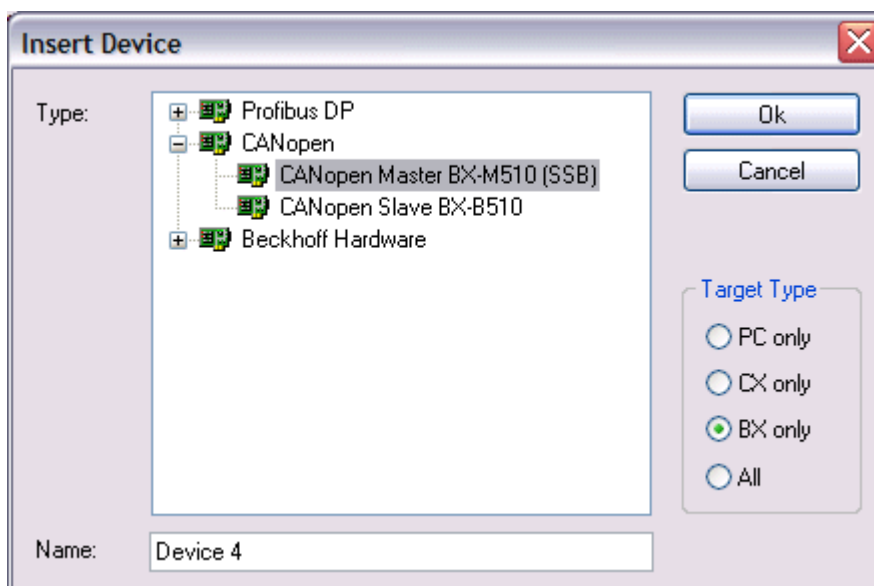 Insert Device
Type:
Profibus DP
CANopen
CANopen Master BX-M510 (SSB)
CANopen Slave BX-B510
Beckhoff Hardware
Ok
Cancel
Target Type
PC only
CX only
BX only
All
Name:
Device 4